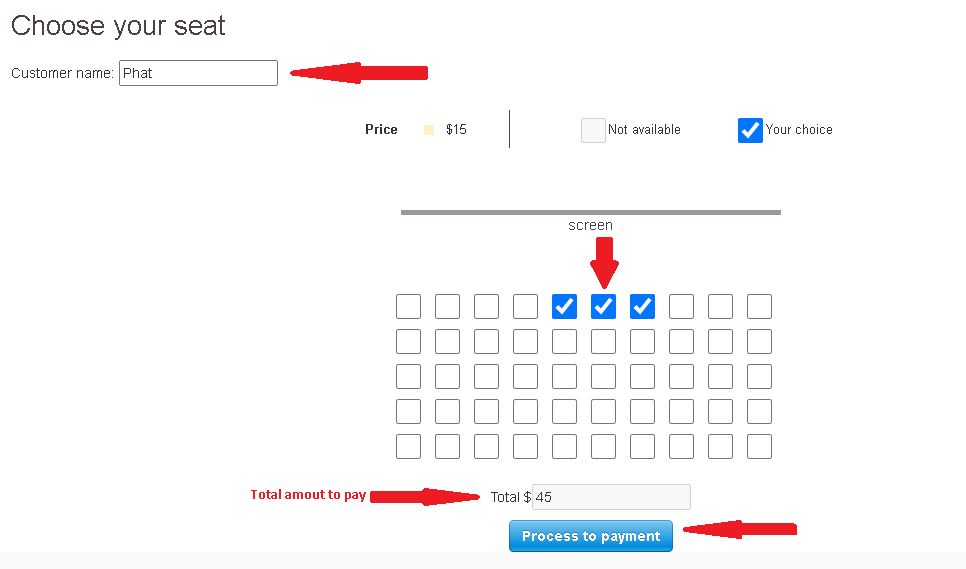 Choose your seat
Customer name: Phat
Price $15 Not available Your choice
screen
Total amout to pay Total $ 45
Process to payment